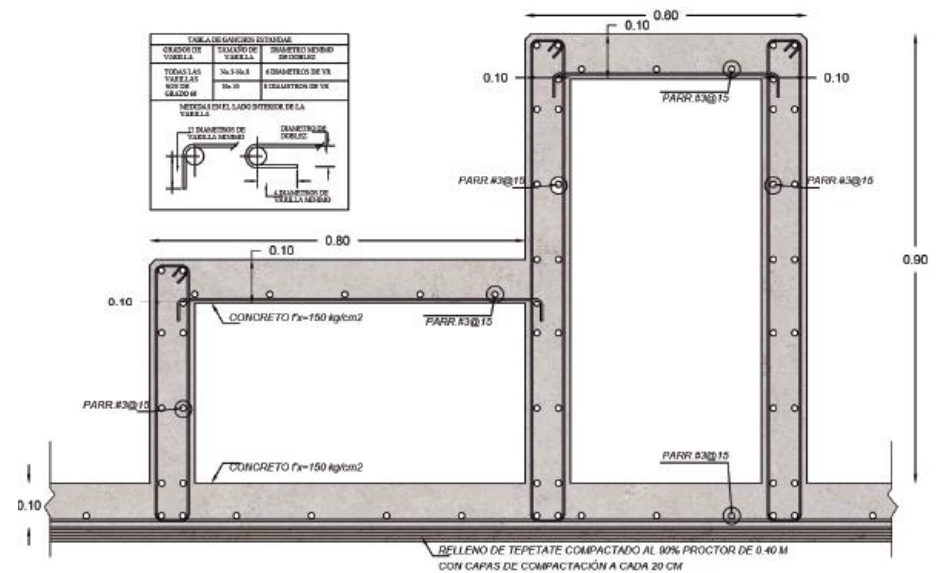 0.60
0.10
TABLA DE GANCHOS ESTANDAR
GRADOS DE VARILLA
TAMAÑO DE VARILLA
DIAMETRO MINIMO DE DOBLEZ
TODAS LAS VARILLAS SON DE GRADO 60
No.3-No.8
6 DIAMETROS DE VR
No.10
8 DIAMETROS DE VR
MEDIDAS EN EL LADO INTERIOR DE LA
VARILLA
12 DIAMETROS DE
VARILLA MINIMO
DIAMETRO DE
DOBLEZ
4 DIAMETROS DE
VARILLA MINIMO
0.10
0.10
PARR.#3@15
PARR.#3@15
PARR.#3@15
0.80
0.10
0.90
0.10
CONCRETO f'x=150 kg/cm2
PARR.#3@15
PARR.#3@15
CONCRETO f'x=150 kg/cm2
PARR.#3@15
0.10
RELLENO DE TEPETATE COMPACTADO AL 90% PROCTOR DE 0.40 M
CON CAPAS DE COMPACTACIÓN A CADA 20 CM